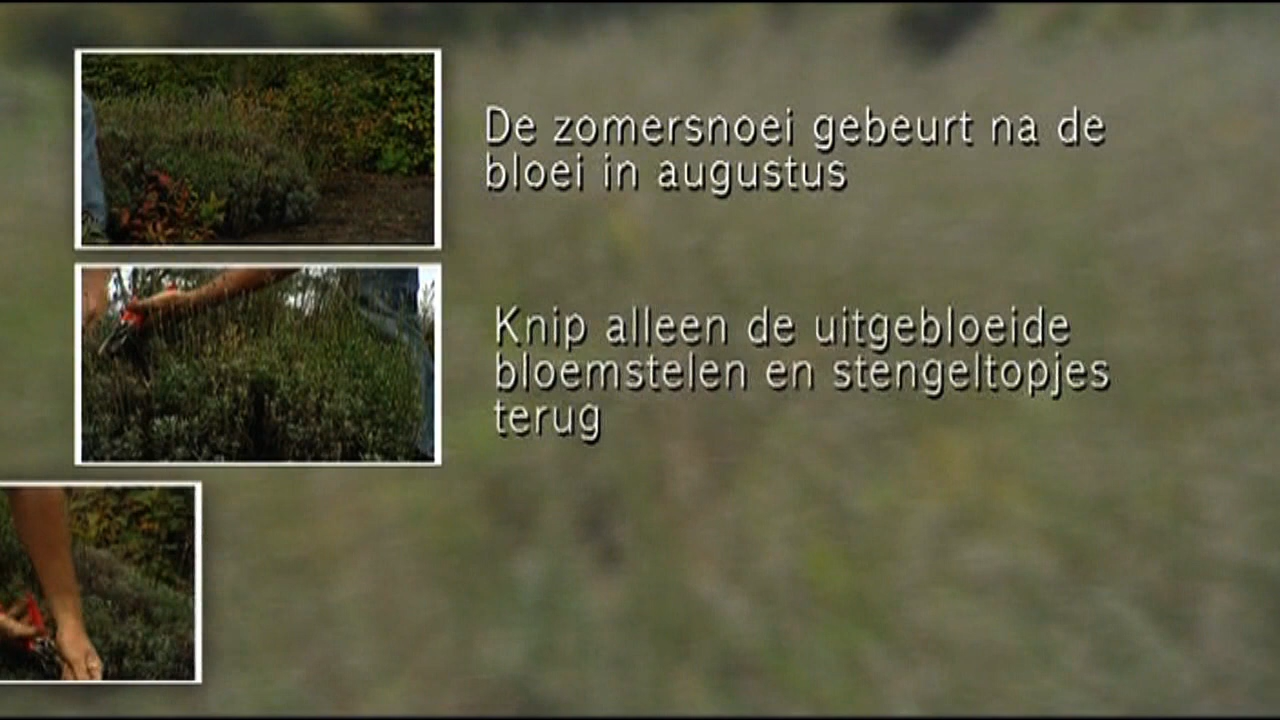 De zomersnoei gebeurt na de
bloei in augustus
Knip alleen de uitgebloeide
bloemstelen en stengeltopjes
terug